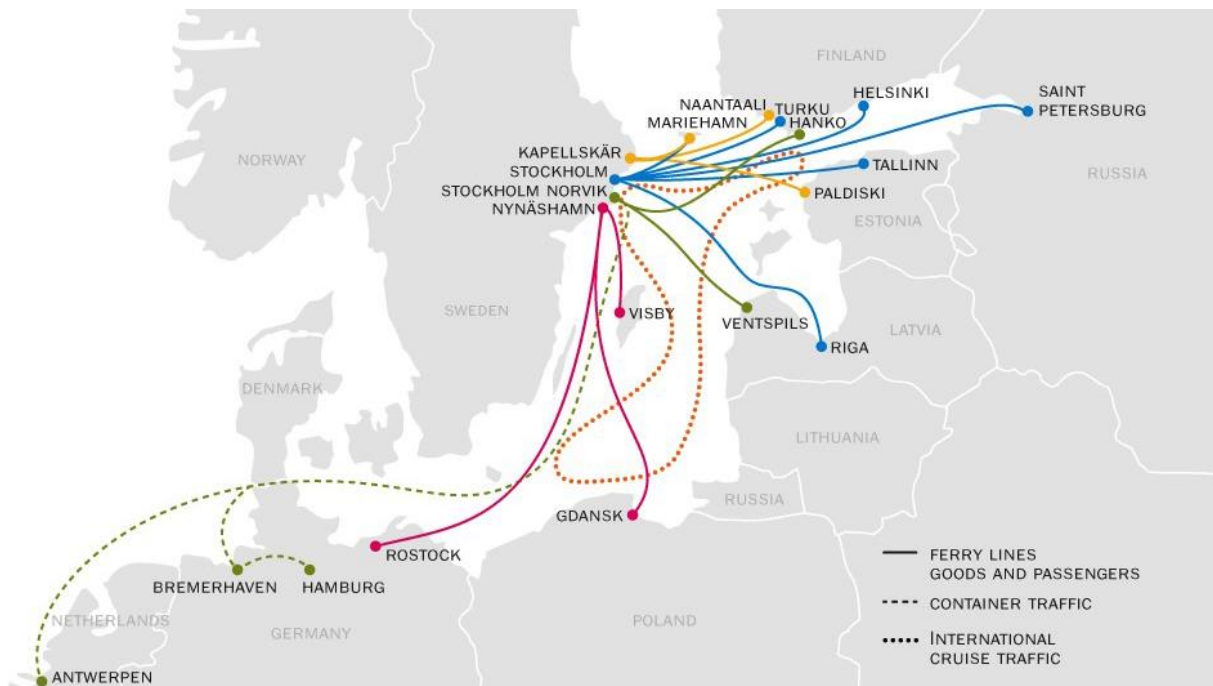 FINLAND
HELSINKI
SAINT
PETERSBURG
NAANTAALI
TURKU
MARIEHAMN
HANKO
NORWAY
KAPELLSKÄR
STOCKHOLM
TALLINN
RUSSIA
STOCKHOLM NORVIK
PALDISKI
NYNÄSHAMN
ESTONIA
SWEDEN
VISBY
VENTSPILS
LATVIA
RIGA
DENMARK
LITHUANIA
RUSSIA
GDANSK
ROSTOCK
BREMERHAVEN
HAMBURG
NETHERLANDS
GERMANY
POLAND
ANTWERPEN
FERRY LINES
GOODS AND PASSENGERS
CONTAINER TRAFFIC
INTERNATIONAL
CRUISE TRAFFIC